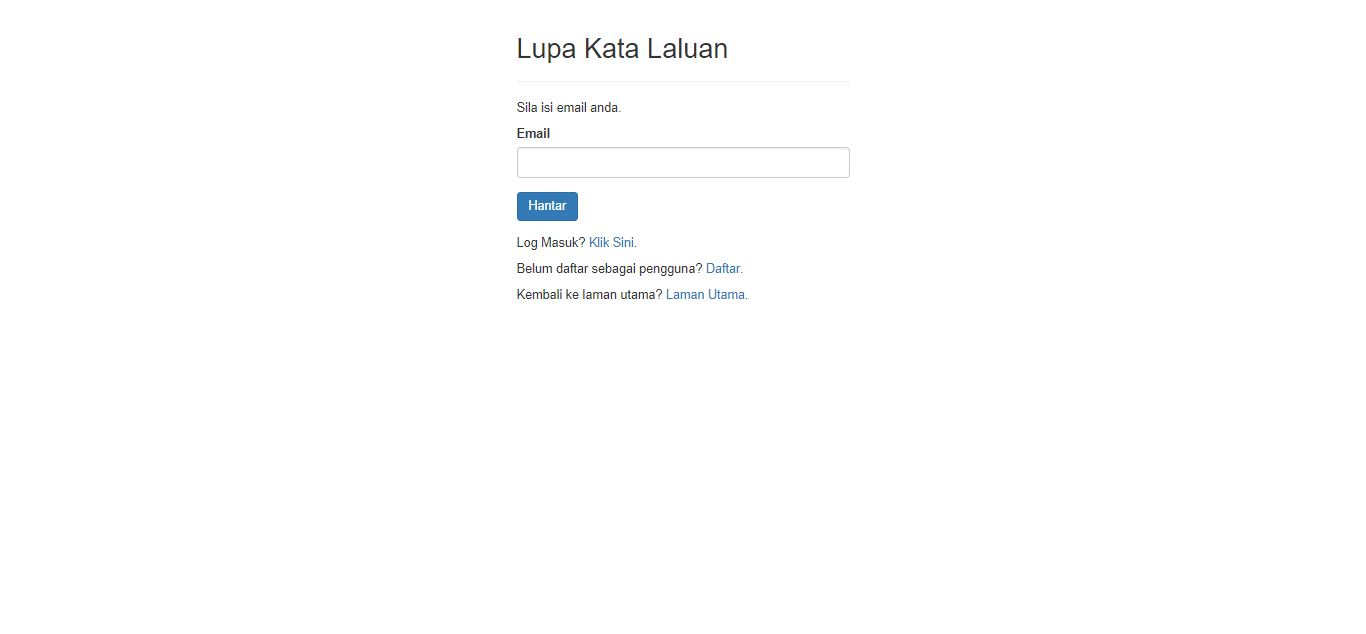 Lupa Kata Laluan
Sila isi email anda.
Email
Hantar
Log Masuk? Klik Sini.
Belum daftar sebagai pengguna? Daftar.
Kembali ke laman utama? Laman Utama.